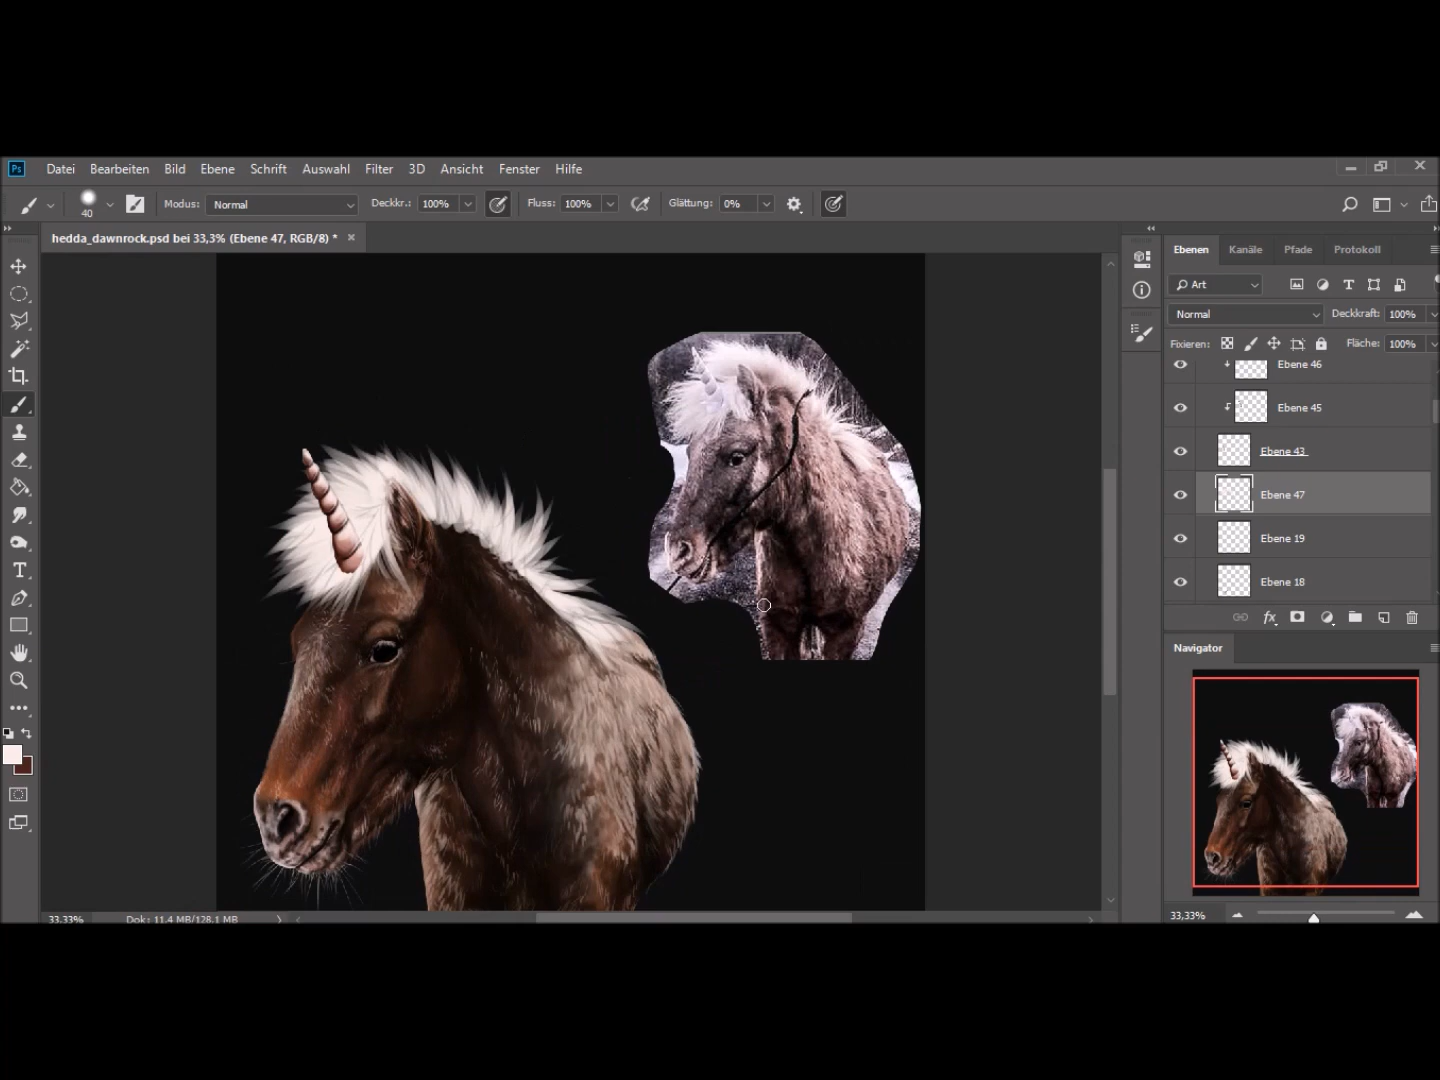 Ps Datei Bearbeiten Bild Ebene Schrift Auswahl Filter 3D Ansicht Fenster Hilfe
40 Modus: Normal Deckkr.: 100% Fluss: 100% Glättung: 0%
hedda_dawnrock.psd bei 33,3% (Ebene 47, RGB/8) *
Ebenen Kanäle Pfade Protokoll
Art
Normal Deckkraft: 100%
Fixieren: Fläche: 100%
Ebene 46
Ebene 45
Ebene 43
Ebene 47
Ebene 19
Ebene 18
fx
Navigator
33,33%
33,33% Dok: 11,4 MB/128,1 MB